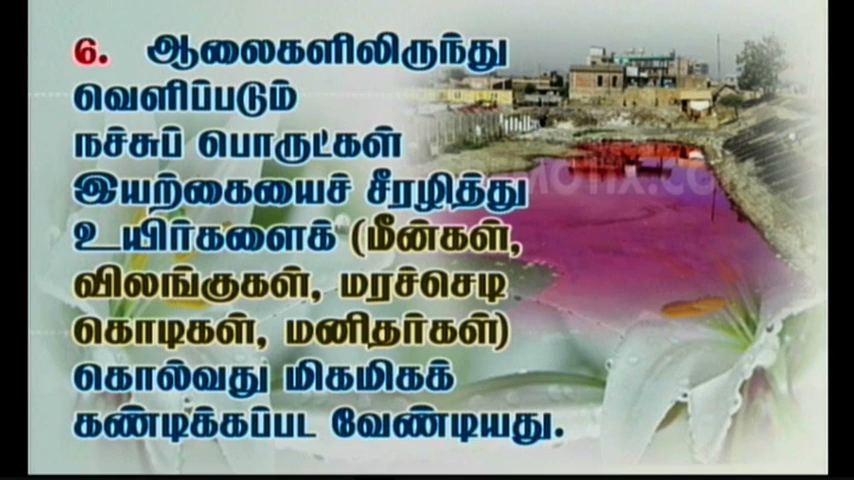 6. ஆலைகளிலிருந்து
வெளிப்படும்
நச்சுப் பொருட்கள்
இயற்கையைச் சீரழித்து
உயிர்களைக் (மீன்கள்,
விலங்குகள், மரச்செடி
கொடிகள், மனிதர்கள்)
கொல்வது மிகமிகக்
கண்டிக்கப்பட வேண்டியது.